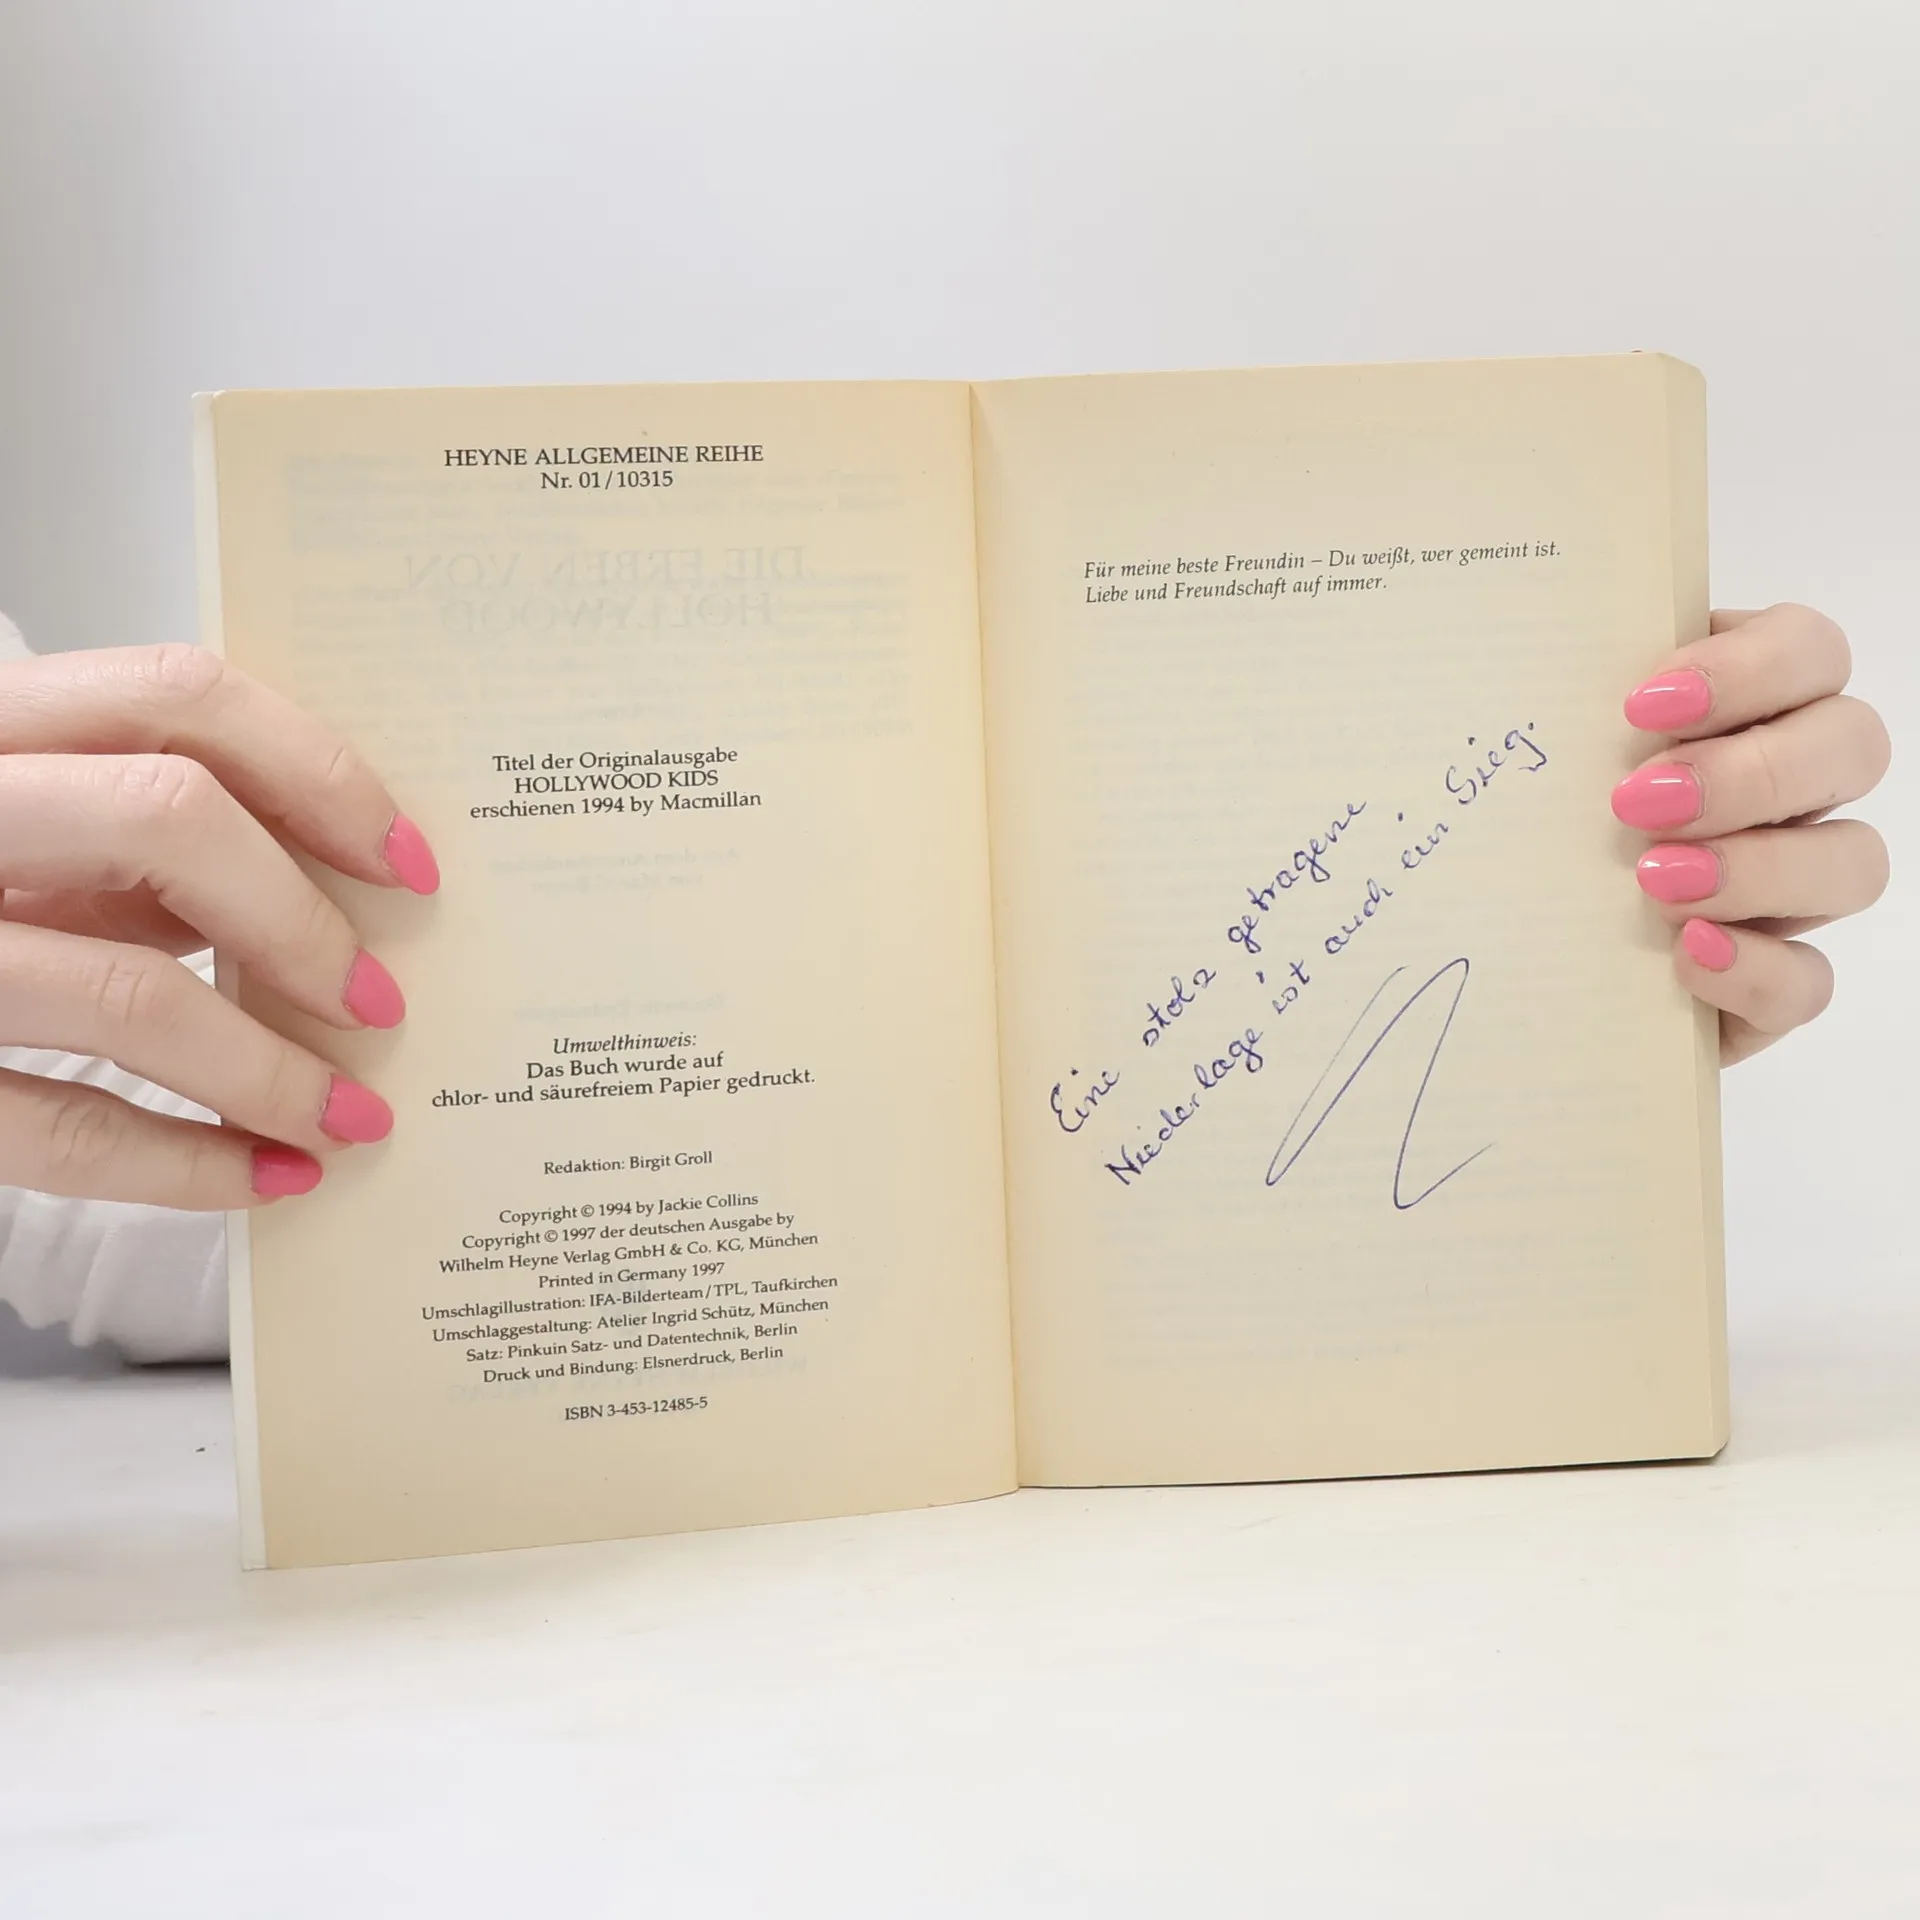 HEYNE ALLGEMEINE REIHE
Nr. 01/10315
DIE ERBEN VON
HOLLYWOOD
Titel der Originalausgabe
HOLLYWOOD KIDS
erschienen 1994 by Macmillan
Umwelthinweis:
Das Buch wurde auf
chlor- und säurefreiem Papier gedruckt.
Redaktion: Birgit Groll
Copyright © 1994 by Jackie Collins
Copyright © 1997 der deutschen Ausgabe by
Wilhelm Heyne Verlag GmbH & Co. KG, München
Printed in Germany 1997
Umschlagillustration: IFA-Bilderteam/TPL, Taufkirchen
Umschlaggestaltung: Atelier Ingrid Schütz, München
Satz: Pinkuin Satz- und Datentechnik, Berlin
Druck und Bindung: Elsnerdruck, Berlin
ISBN 3-453-12485-5
Für meine beste Freundin – Du weißt, wer gemeint ist.
Liebe und Freundschaft auf immer.
Eine stolz getragene
Niederlage ist auch ein Sieg.